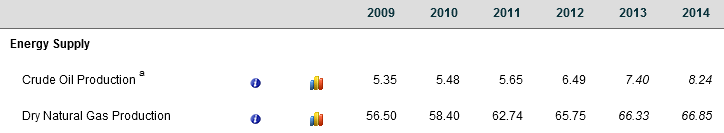 2009 2010 2011 2012 2013 2014
Energy Supply
Crude Oil Production a 5.35 5.48 5.65 6.49 7.40 8.24
Dry Natural Gas Production 56.50 58.40 62.74 65.75 66.33 66.85